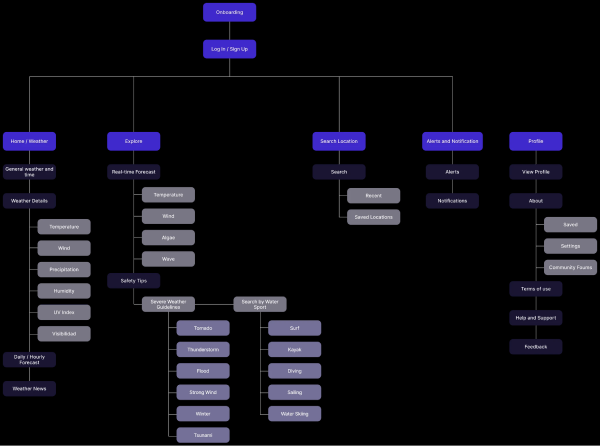 Onboarding
Log In / Sign Up
Home / Weather
General weather and
time
Weather Details
Temperature
Wind
Precipitation
Humidity
UV Index
Visibilidad
Daily / Hourly
Forecast
Weather News
Explore
Real-time Forecast
Temperature
Wind
Algae
Wave
Safety Tips
Severe Weather
Guidelines
Tornado
Thunderstorm
Flood
Strong Wind
Winter
Tsunami
Search by Water
Sport
Surf
Kayak
Diving
Sailing
Water Skiing
Search Location
Search
Recent
Saved Locations
Alerts and Notification
Alerts
Notifications
Profile
View Profile
About
Saved
Settings
Community Foums
Terms of use
Help and Support
Feedback